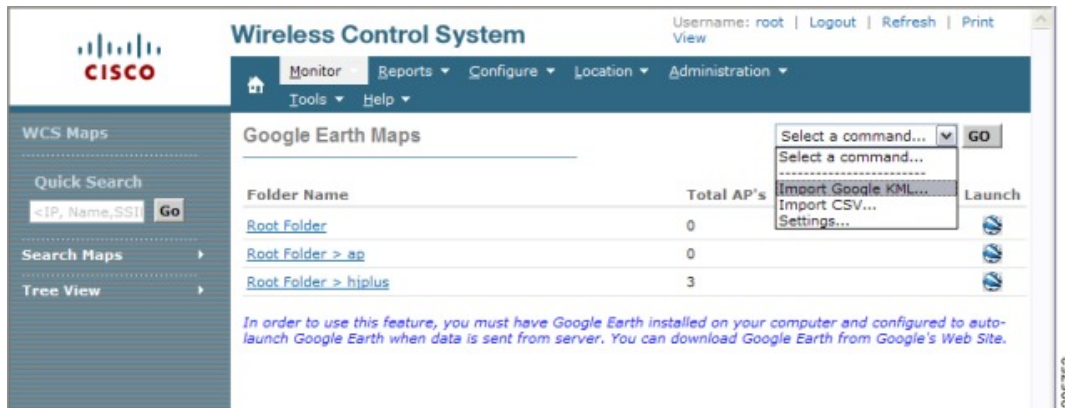 CISCO
Wireless Control System
Username: root | Logout | Refresh | Print View
Monitor Reports Configure Location Administration
Tools Help
WCS Maps
Quick Search
<IP, Name,SSI Go
Search Maps
Tree View
Google Earth Maps
Select a command... GO
Select a command...
-----------------------
Import Google KML...
Import CSV...
Settings...
Folder Name Total AP's Launch
Root Folder 0
Root Folder > ap 0
Root Folder > hjplus 3
In order to use this feature, you must have Google Earth installed on your computer and configured to auto-
launch Google Earth when data is sent from server. You can download Google Earth from Google's Web Site.